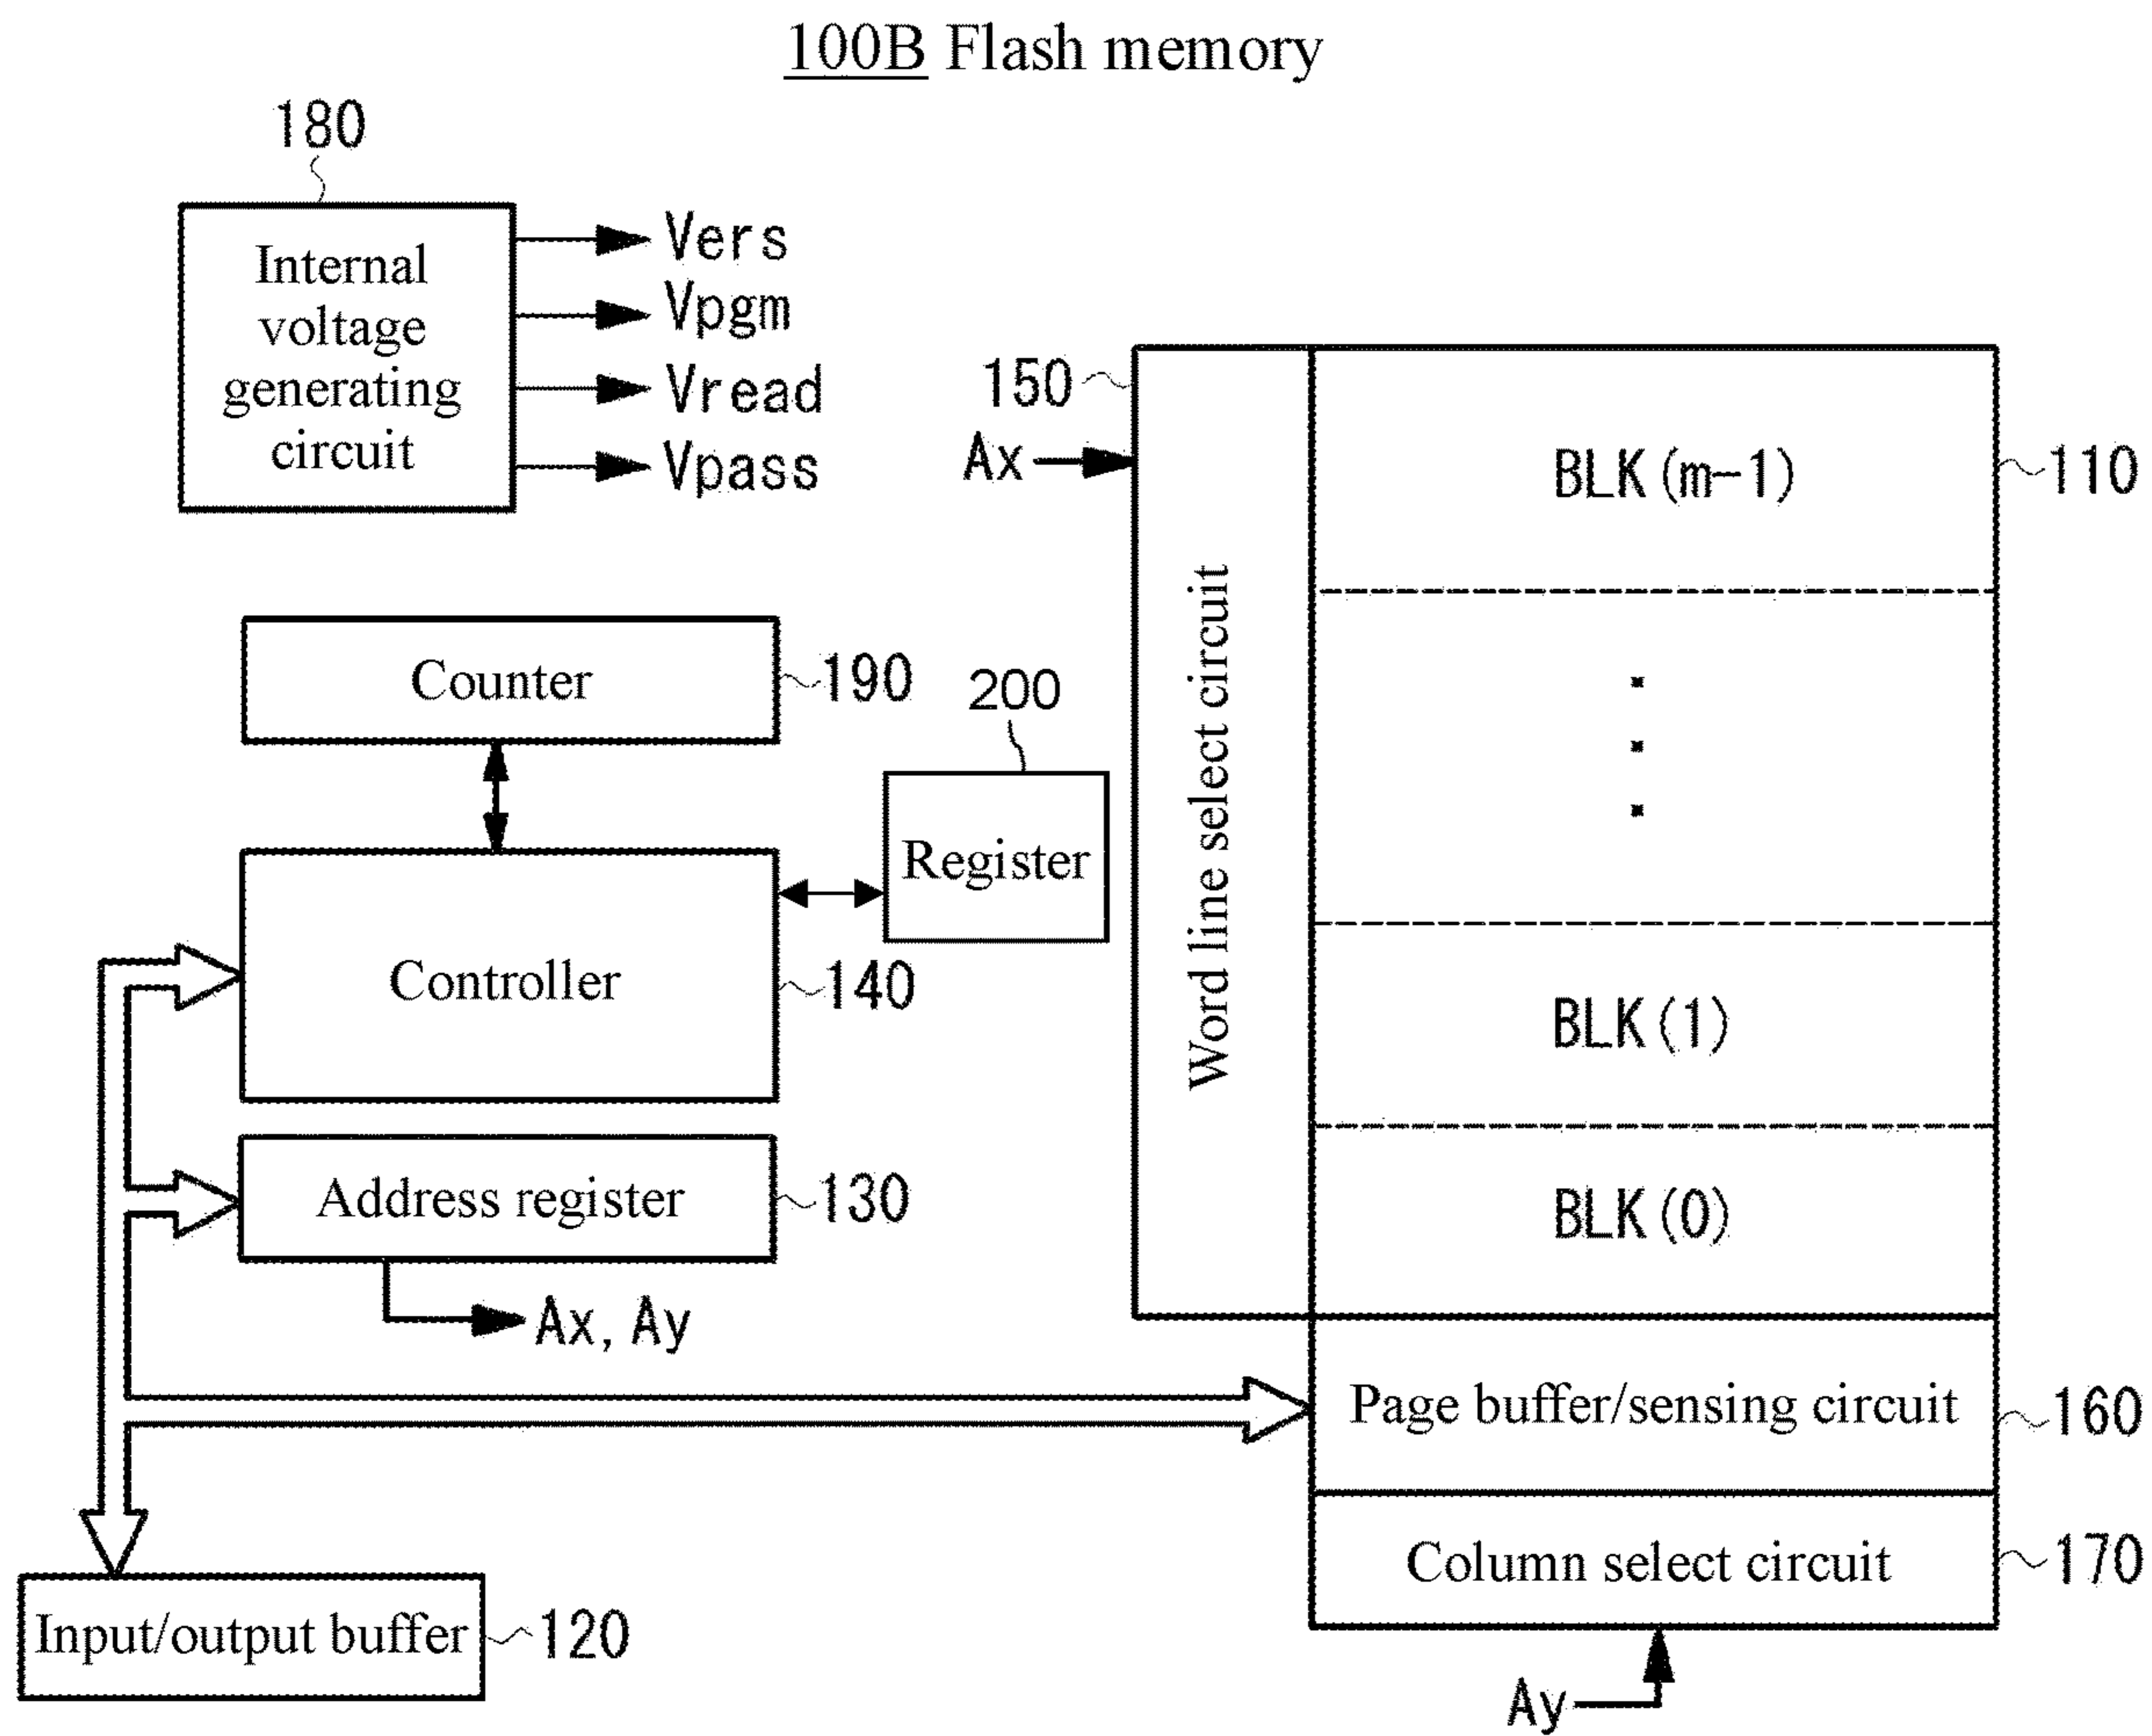 100B Flash memory
180
Internal
voltage
generating
circuit
Vers
Vpgm
Vread
Vpass
150
Ax
Word line select circuit
BLK(m-1)
110
BLK(1)
BLK(0)
Counter
190
200
Register
Controller
140
Address register
130
Ax, Ay
Page buffer/sensing circuit
160
Column select circuit
170
Input/output buffer
120
Ay